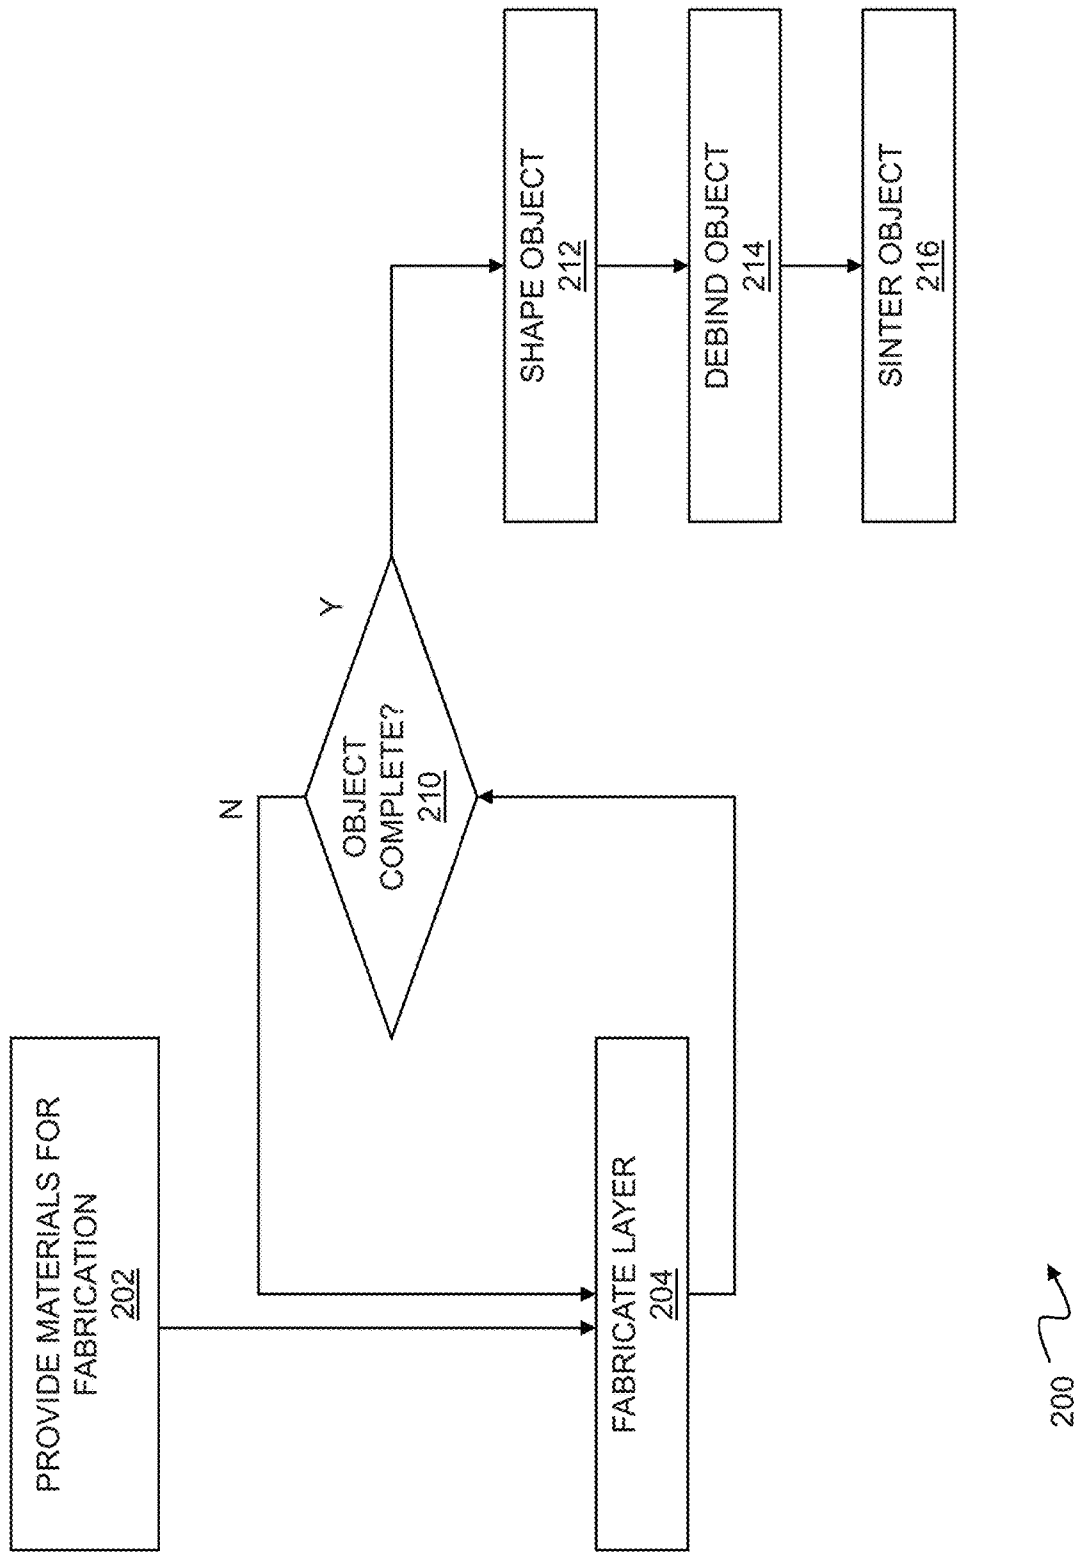 PROVIDE MATERIALS FOR
FABRICATION
202
FABRICATE LAYER
204
N
OBJECT
COMPLETE?
210
Y
SHAPE OBJECT
212
DEBIND OBJECT
214
SINTER OBJECT
216
200